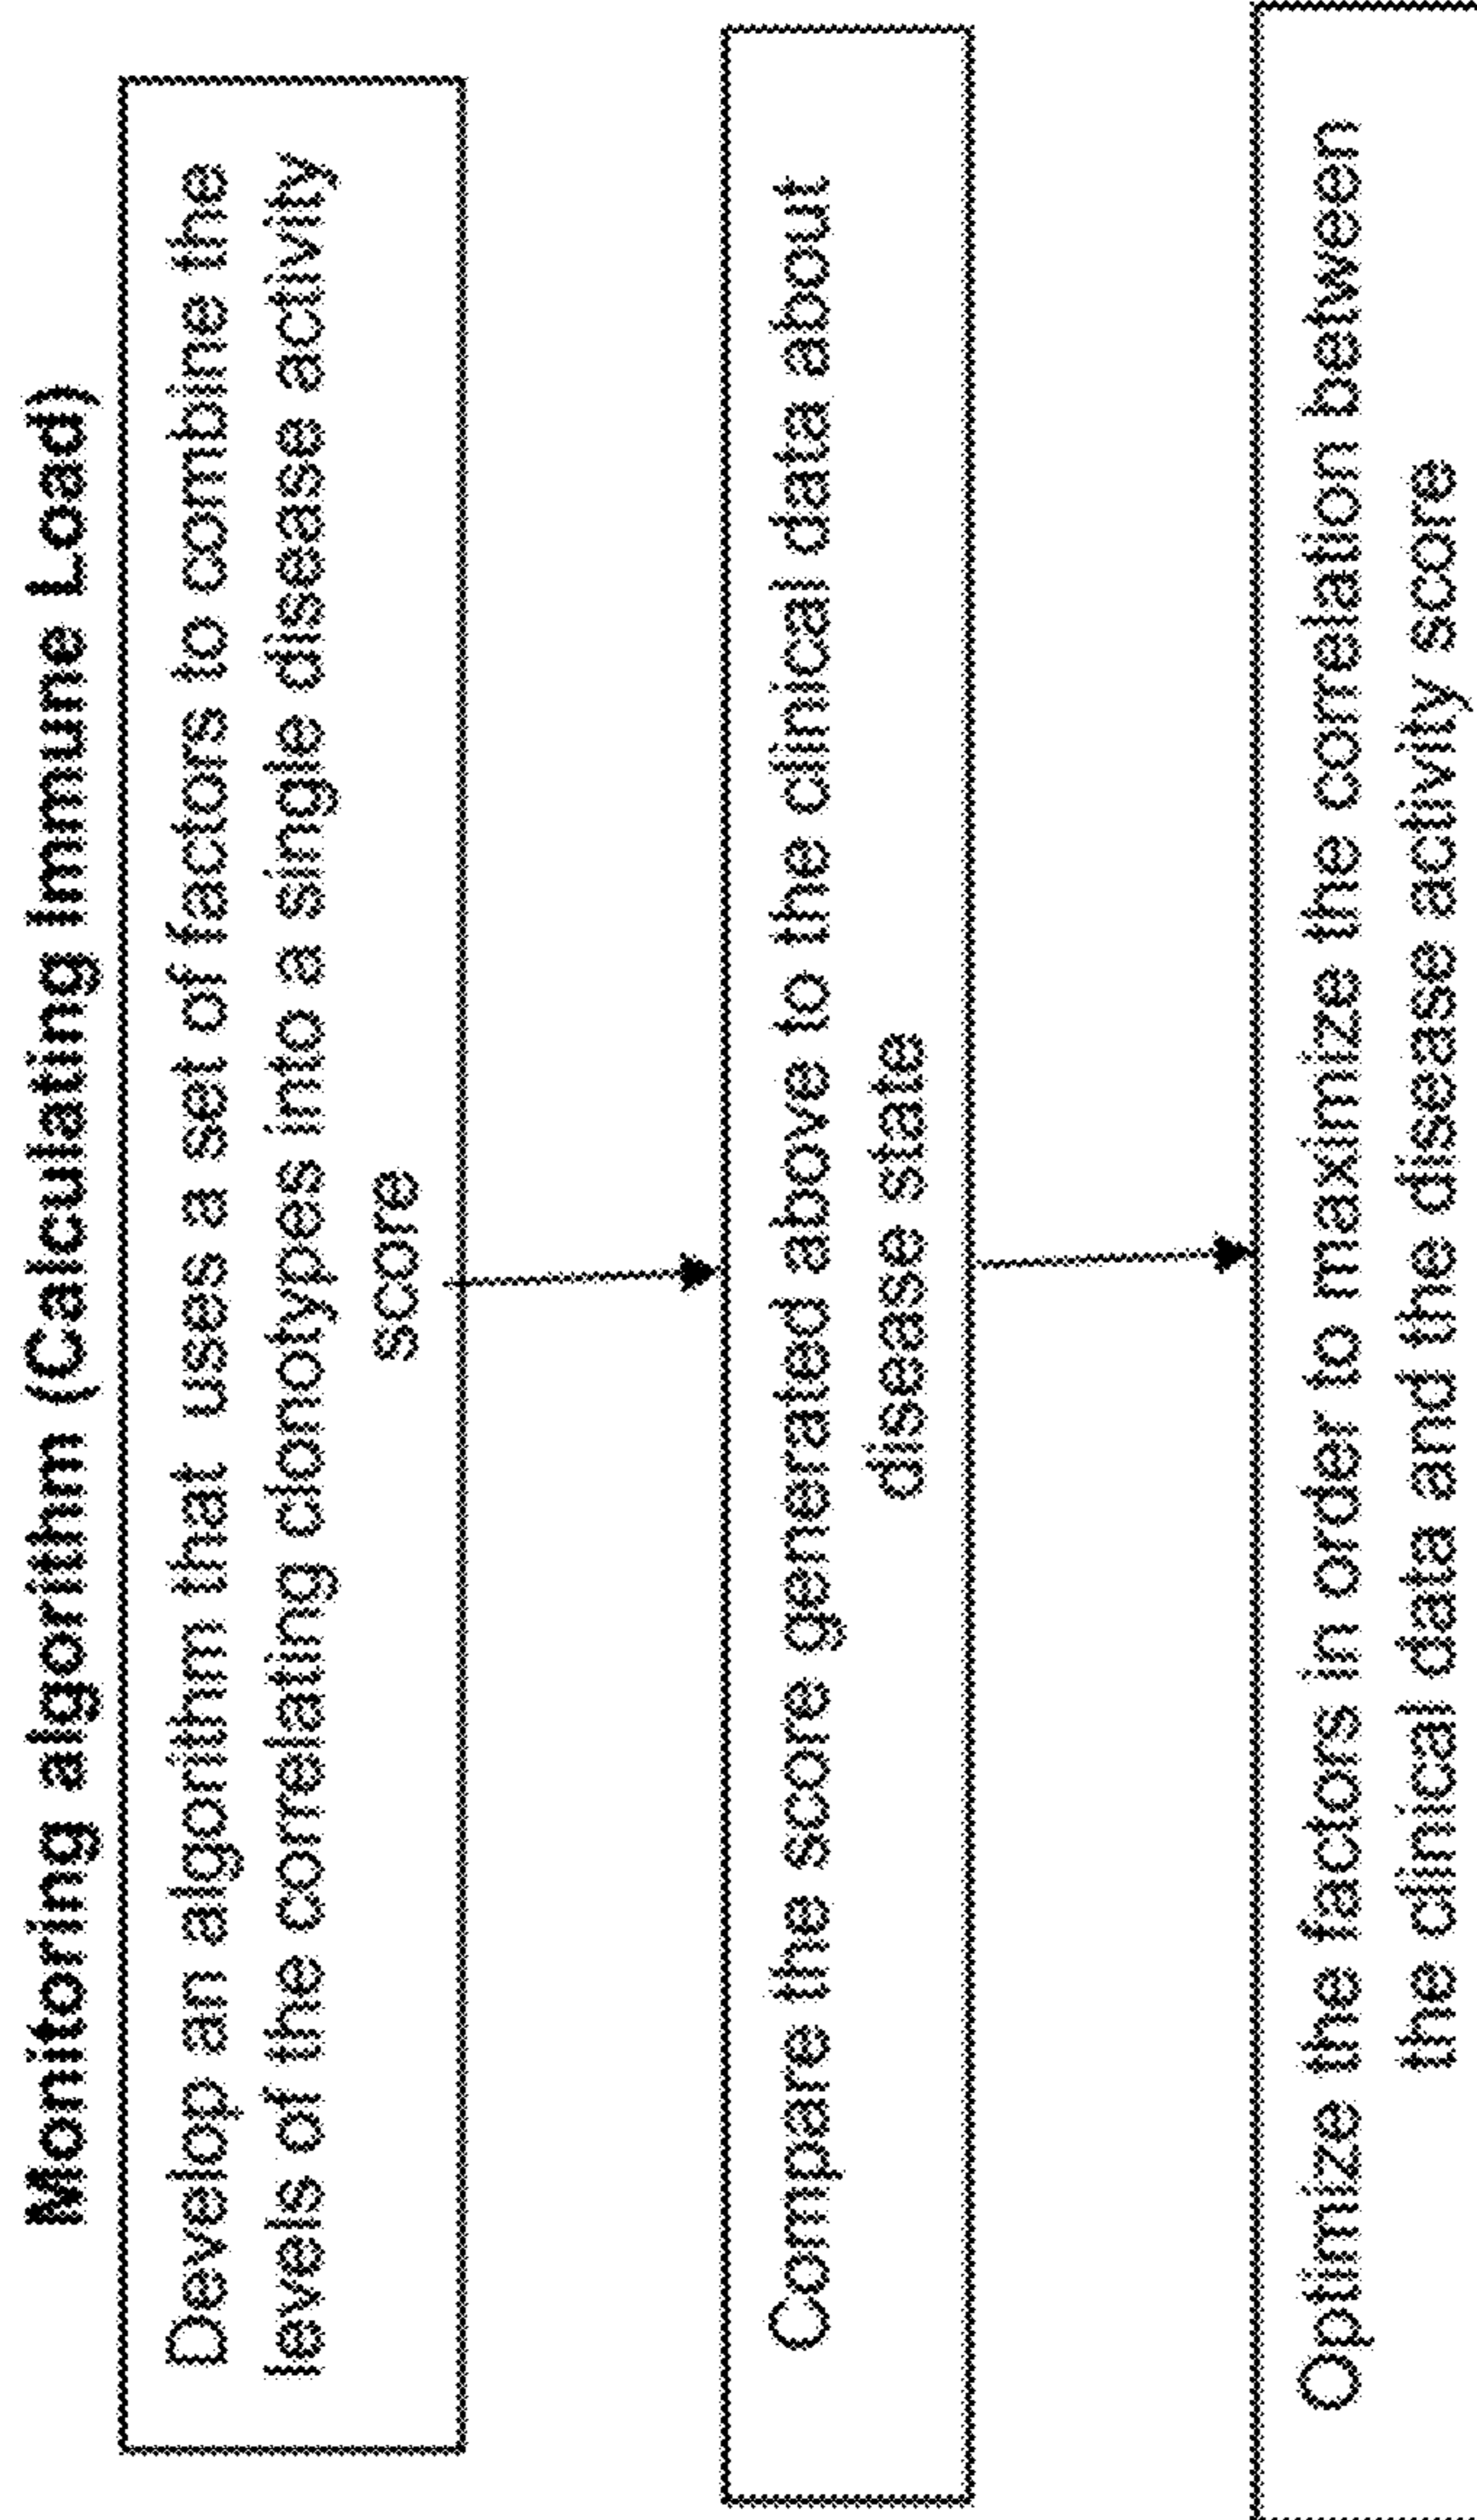 Monitoring algorithm (Calculating Immune Load)
Develop an algorithm that uses a set of factors to combine the
levels of the correlating clonotypes into a single disease activity
score
Compare the score generated above to the clinical data about
disease state
Optimize the factors in order to maximize the correlation between
the clinical data and the disease activity score